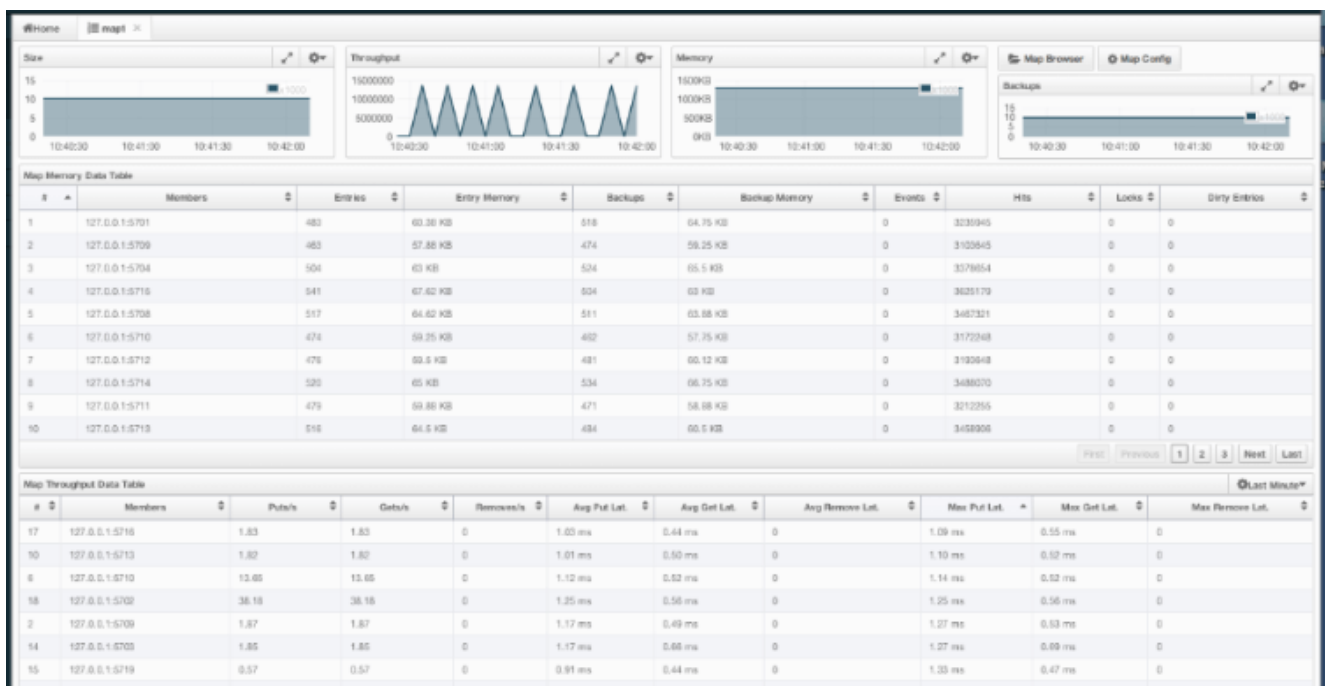 Home map1
Size Throughput Memory Map Browser Map Config
Backups
15
10
5
0
x1000
10:40:30 10:41:00 10:41:30 10:42:00
15000000
10000000
5000000
0
10:40:30 10:41:00 10:41:30 10:42:00
1500KB
1000KB
500KB
0KB
x1000
10:40:30 10:41:00 10:41:30 10:42:00
15
10
5
0
10:40:30 10:41:00 10:41:30 10:42:00
Map Memory Data Table
# Members Entries Entry Memory Backups Backup Memory Events Hits Locks Dirty Entries
1 127.0.0.1:5701 483 60.38 KB 518 64.75 KB 0 0 0
2 127.0.0.1:5709 463 57.88 KB 474 59.25 KB 0 3103645 0 0
3 127.0.0.1:5704 504 63 KB 524 65.5 KB 0 3378654 0 0
4 127.0.0.1:5716 541 67.62 KB 504 63 KB 0 3625179 0 0
5 127.0.0.1:5708 517 64.62 KB 511 63.88 KB 0 3467321 0 0
6 127.0.0.1:5710 474 59.25 KB 462 57.75 KB 0 3172248 0 0
7 127.0.0.1:5712 476 59.5 KB 481 60.12 KB 0 3193648 0 0
8 127.0.0.1:5714 520 65 KB 534 66.75 KB 0 3488070 0 0
9 127.0.0.1:5711 479 59.88 KB 471 58.88 KB 0 3212255 0 0
10 127.0.0.1:5713 516 64.5 KB 484 60.5 KB 0 0 0
First Previous 1 2 3 Next Last
Map Throughput Data Table Last Minute
# Members Puts/s Gets/s Removes/s Avg Put Lat. Avg Get Lat. Avg Remove Lat. Max Put Lat. Max Get Lat. Max Remove Lat.
17 127.0.0.1:5716 1.83 1.83 0 1.03 ms 0.44 ms 0 1.09 ms 0.55 ms 0
10 127.0.0.1:5713 1.82 1.82 0 1.01 ms 0.50 ms 0 1.10 ms 0.52 ms 0
6 127.0.0.1:5710 13.65 13.65 0 1.12 ms 0.52 ms 0 1.14 ms 0.52 ms 0
18 127.0.0.1:5702 38.18 38.18 0 1.25 ms 0.56 ms 0 1.25 ms 0.56 ms 0
2 127.0.0.1:5709 1.87 1.87 0 1.17 ms 0.49 ms 0 1.27 ms 0.53 ms 0
14 127.0.0.1:5703 1.85 1.85 0 1.17 ms 0.66 ms 0 1.27 ms 0.69 ms 0
15 127.0.0.1:5719 0.57 0.57 0 0.91 ms 0.44 ms 0 1.33 ms 0.47 ms 0